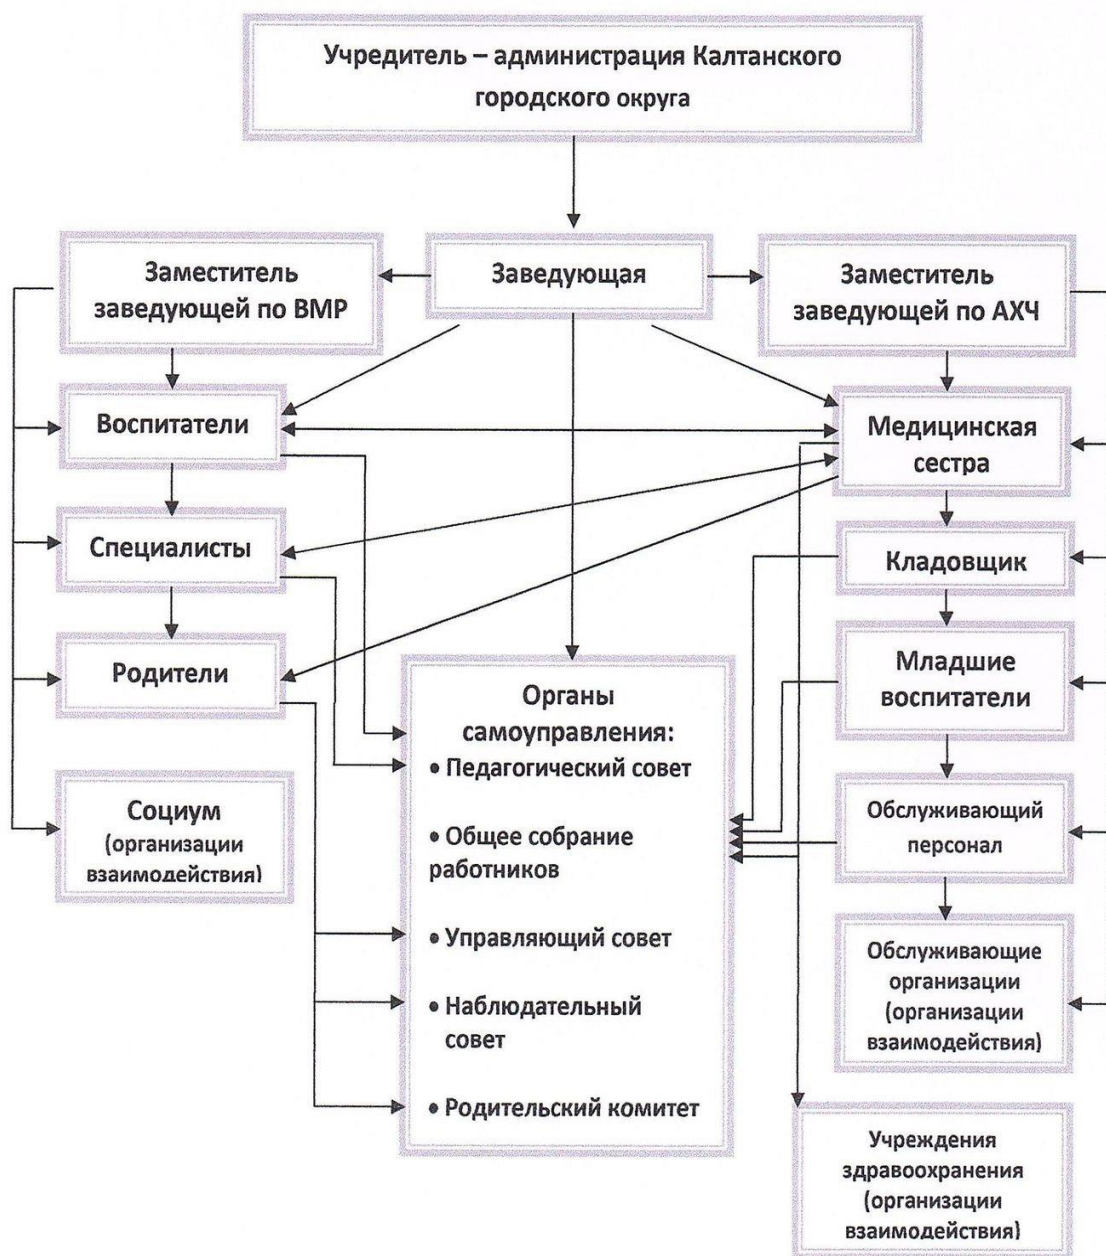 Учредитель – администрация Калтанского
городского округа
Заместитель
заведующей по ВМР
Заведующая
Заместитель
заведующей по АХЧ
Воспитатели
Медицинская
сестра
Специалисты
Кладовщик
Родители
Младшие
воспитатели
Органы
самоуправления:
• Педагогический совет
• Общее собрание
работников
• Управляющий совет
• Наблюдательный
совет
• Родительский комитет
Социум
(организации
взаимодействия)
Обслуживающий
персонал
Обслуживающие
организации
(организации
взаимодействия)
Учреждения
здравоохранения
(организации
взаимодействия)